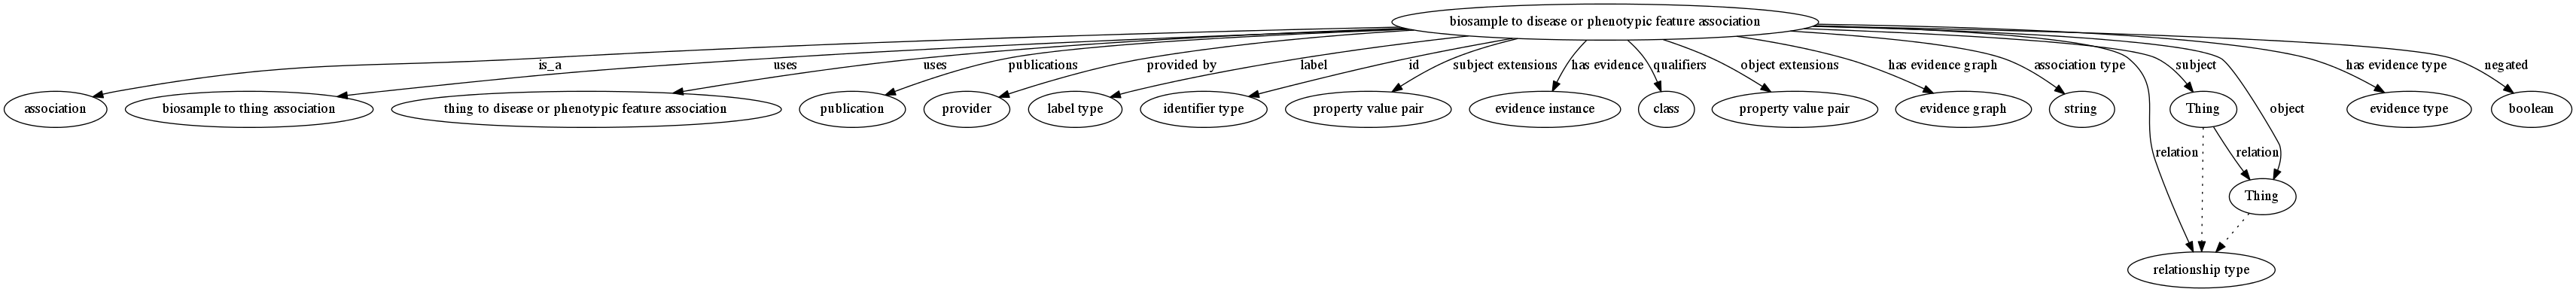 biosample to disease or phenotypic feature association
is_a
uses
uses
publications
provided by
label
id
subject extensions
has evidence
qualifiers
object extensions
has evidence graph
association type
subject
object
has evidence type
negated
association
biosample to thing association
thing to disease or phenotypic feature association
publication
provider
label type
identifier type
property value pair
evidence instance
class
property value pair
evidence graph
string
Thing
evidence type
boolean
relation
relation
Thing
relationship type